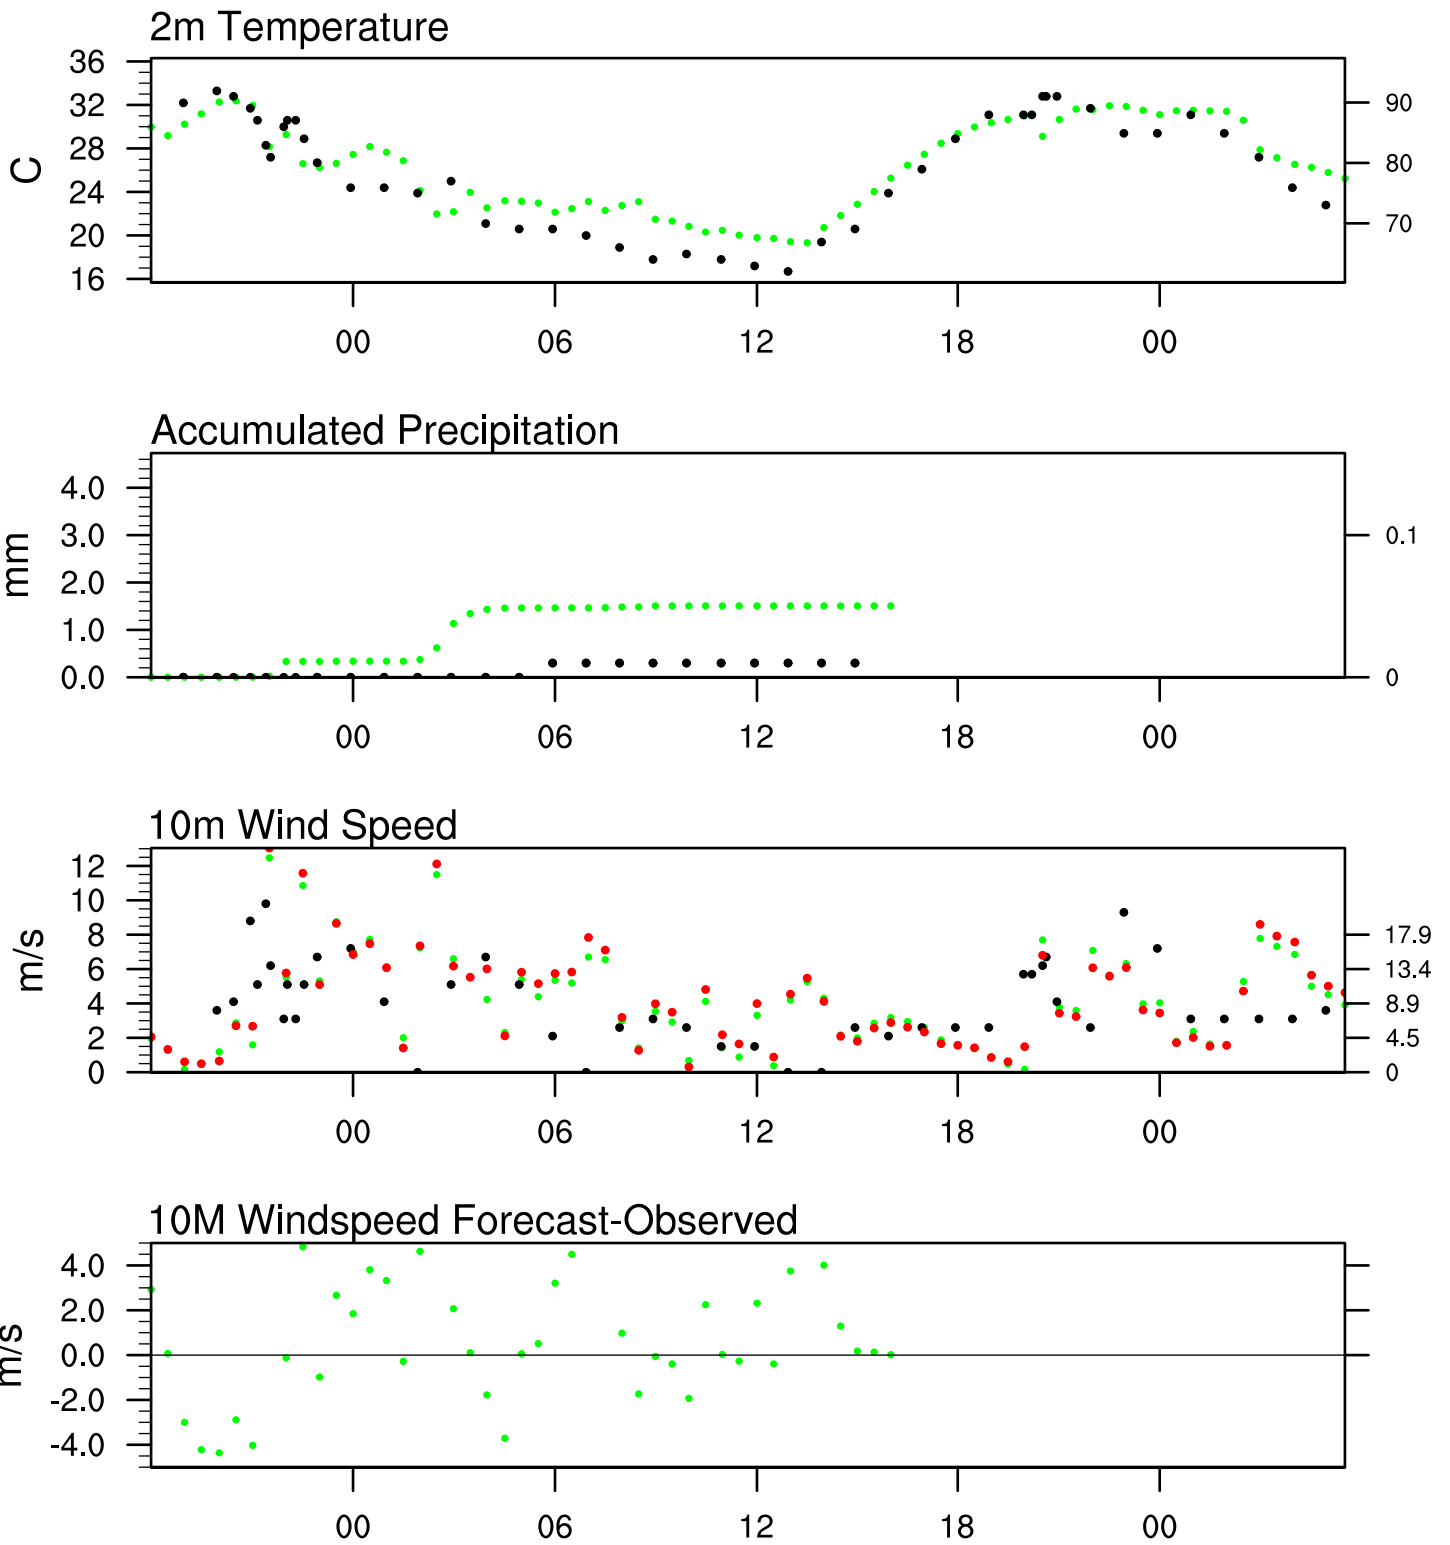 2m Temperature
36
32
28
24
20
16
C
90
80
70
00 06 12 18 00
Accumulated Precipitation
4.0
3.0
2.0
1.0
0.0
mm
0.1
0
00 06 12 18 00
10m Wind Speed
12
10
8
6
4
2
0
m/s
17.9
13.4
8.9
4.5
0
00 06 12 18 00
10M Windspeed Forecast-Observed
4.0
2.0
0.0
-2.0
-4.0
m/s
00 06 12 18 00